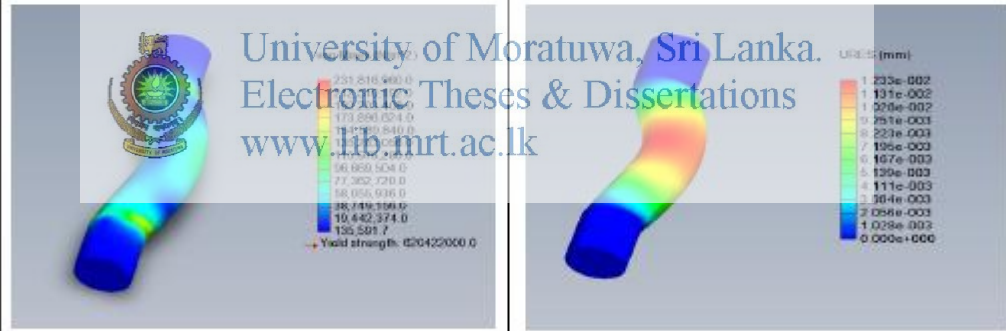 University of Moratuwa, Sri Lanka.
Electronic Theses & Dissertations
www.lib.mrt.ac.lk
231,816,960.0
173,896,624.0
96,669,504.0
77,362,720.0
58,055,936.0
38,749,156.0
19,442,374.0
135,591.7
Yield strength: 620422000.0
URES (mm)
1.233e-002
1.131e-002
1.028e-002
9.251e-003
8.223e-003
7.195e-003
6.167e-003
5.139e-003
4.111e-003
3.084e-003
2.056e-003
1.028e-003
0.000e+000